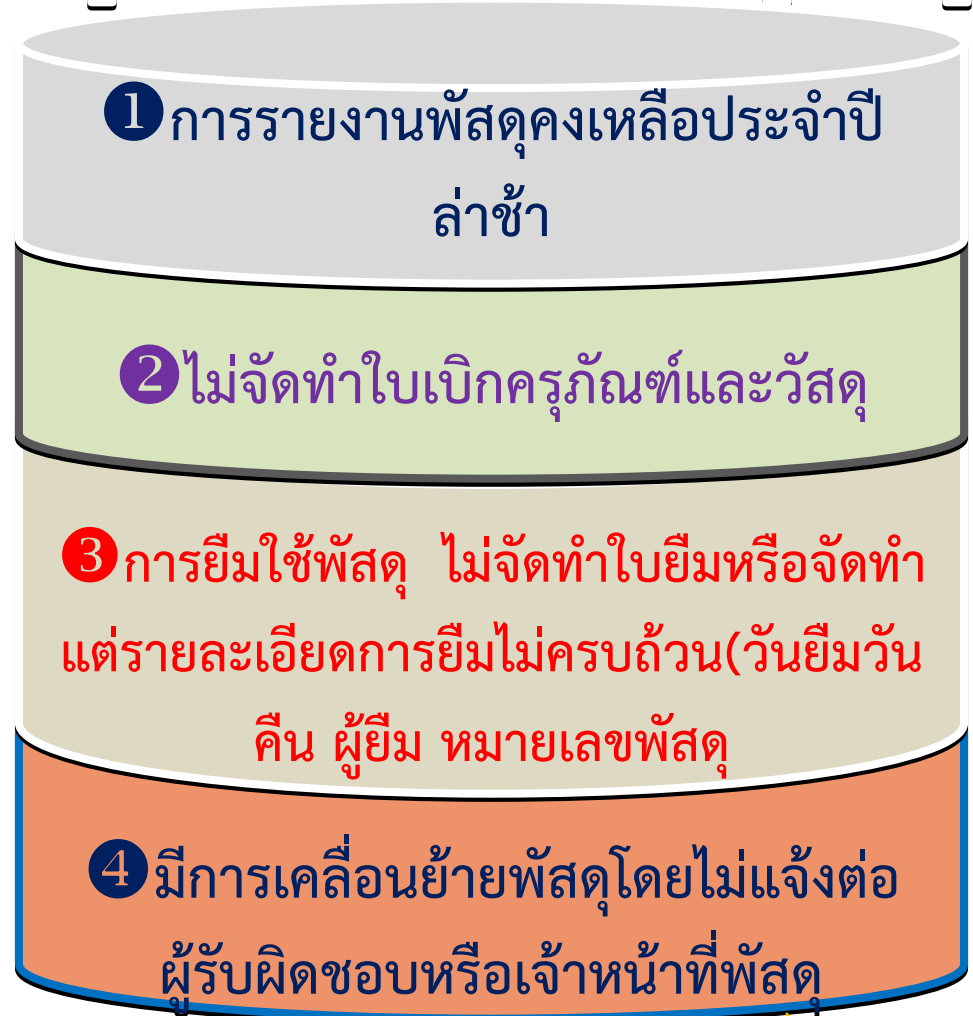 ❶การรายงานพัสดุคงเหลือประจำปี
ล่าช้า
❷ไม่จัดทำใบเบิกครุภัณฑ์และวัสดุ
❸การยืมใช้พัสดุ ไม่จัดทำใบยืมหรือจัดทำ
แต่รายละเอียดการยืมไม่ครบถ้วน(วันยืมวัน
คืน ผู้ยืม หมายเลขพัสดุ
❹มีการเคลื่อนย้ายพัสดุโดยไม่แจ้งต่อ
ผู้รับผิดชอบหรือเจ้าหน้าที่พัสดุ